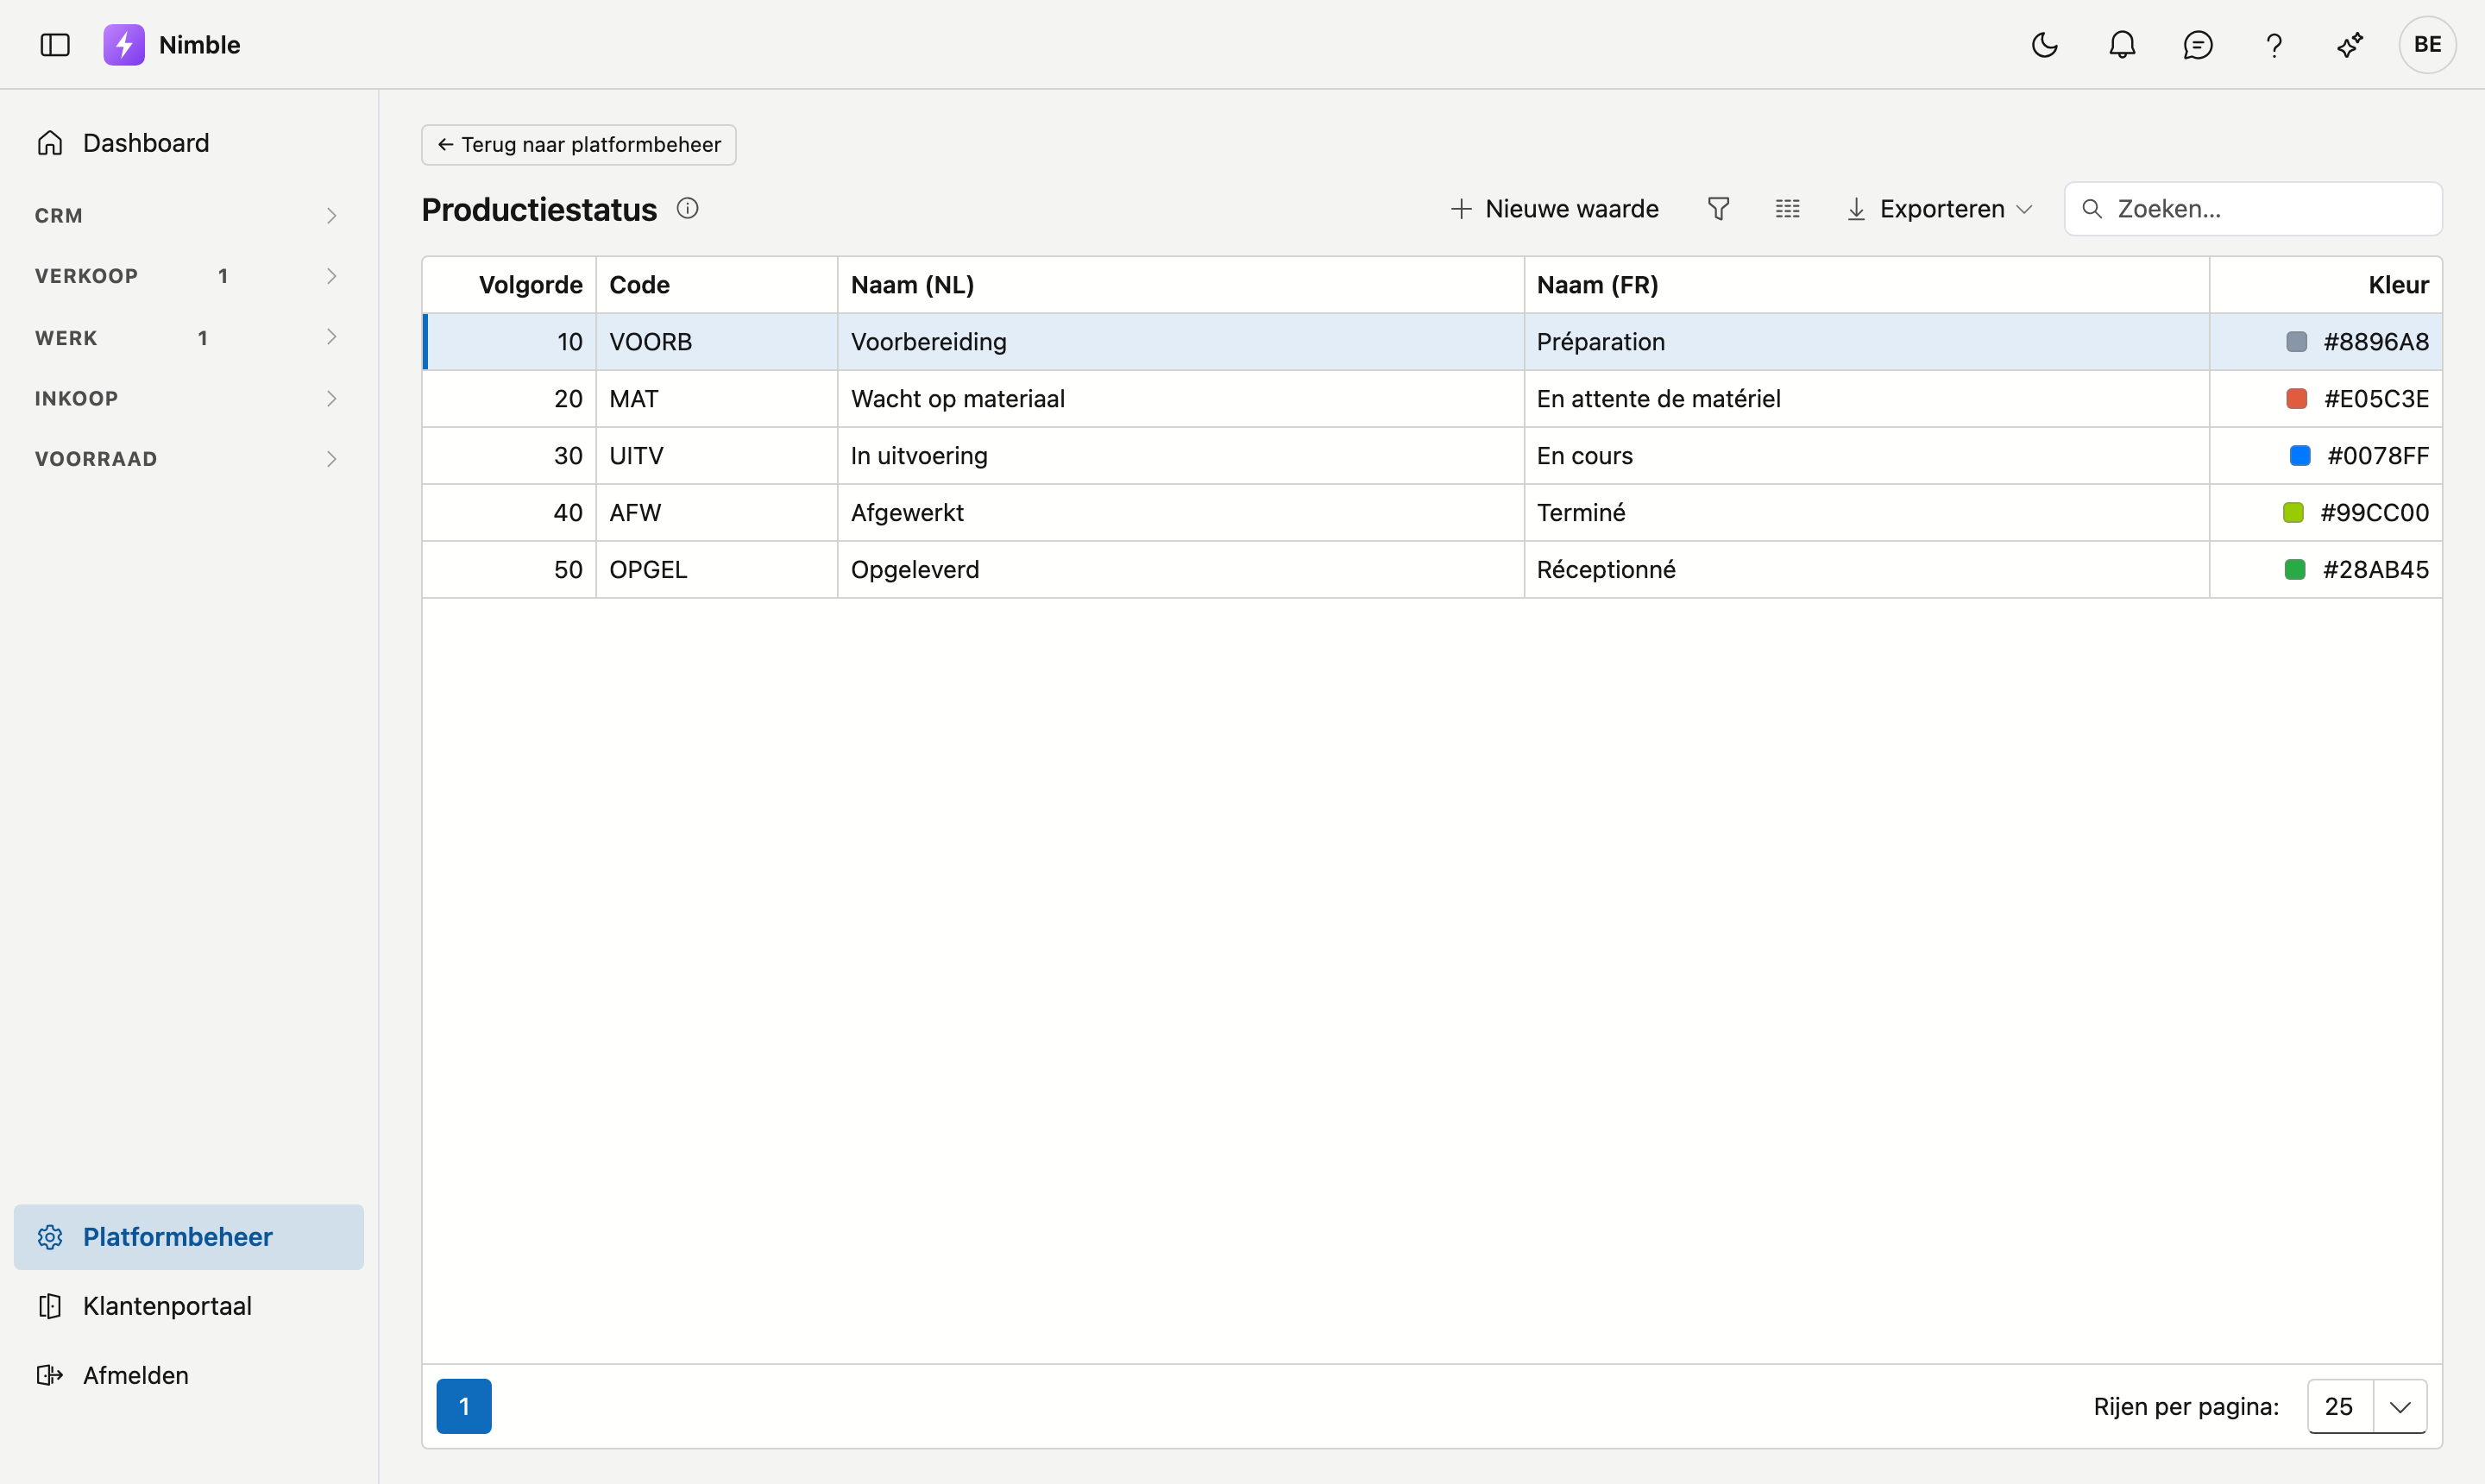 Nimble
BE
Dashboard
CRM
VERKOOP 1
WERK 1
INKOOP
VOORRAAD
Platformbeheer
Klantenportaal
Afmelden
← Terug naar platformbeheer
Productiestatus
Nieuwe waarde
Exporteren
Zoeken...
Volgorde Code Naam (NL) Naam (FR) Kleur
10 VOORB Voorbereiding Préparation #8896A8
20 MAT Wacht op materiaal En attente de matériel #E05C3E
30 UITV In uitvoering En cours #0078FF
40 AFW Afgewerkt Terminé #99CC00
50 OPGEL Opgeleverd Réceptionné #28AB45
1
Rijen per pagina: 25